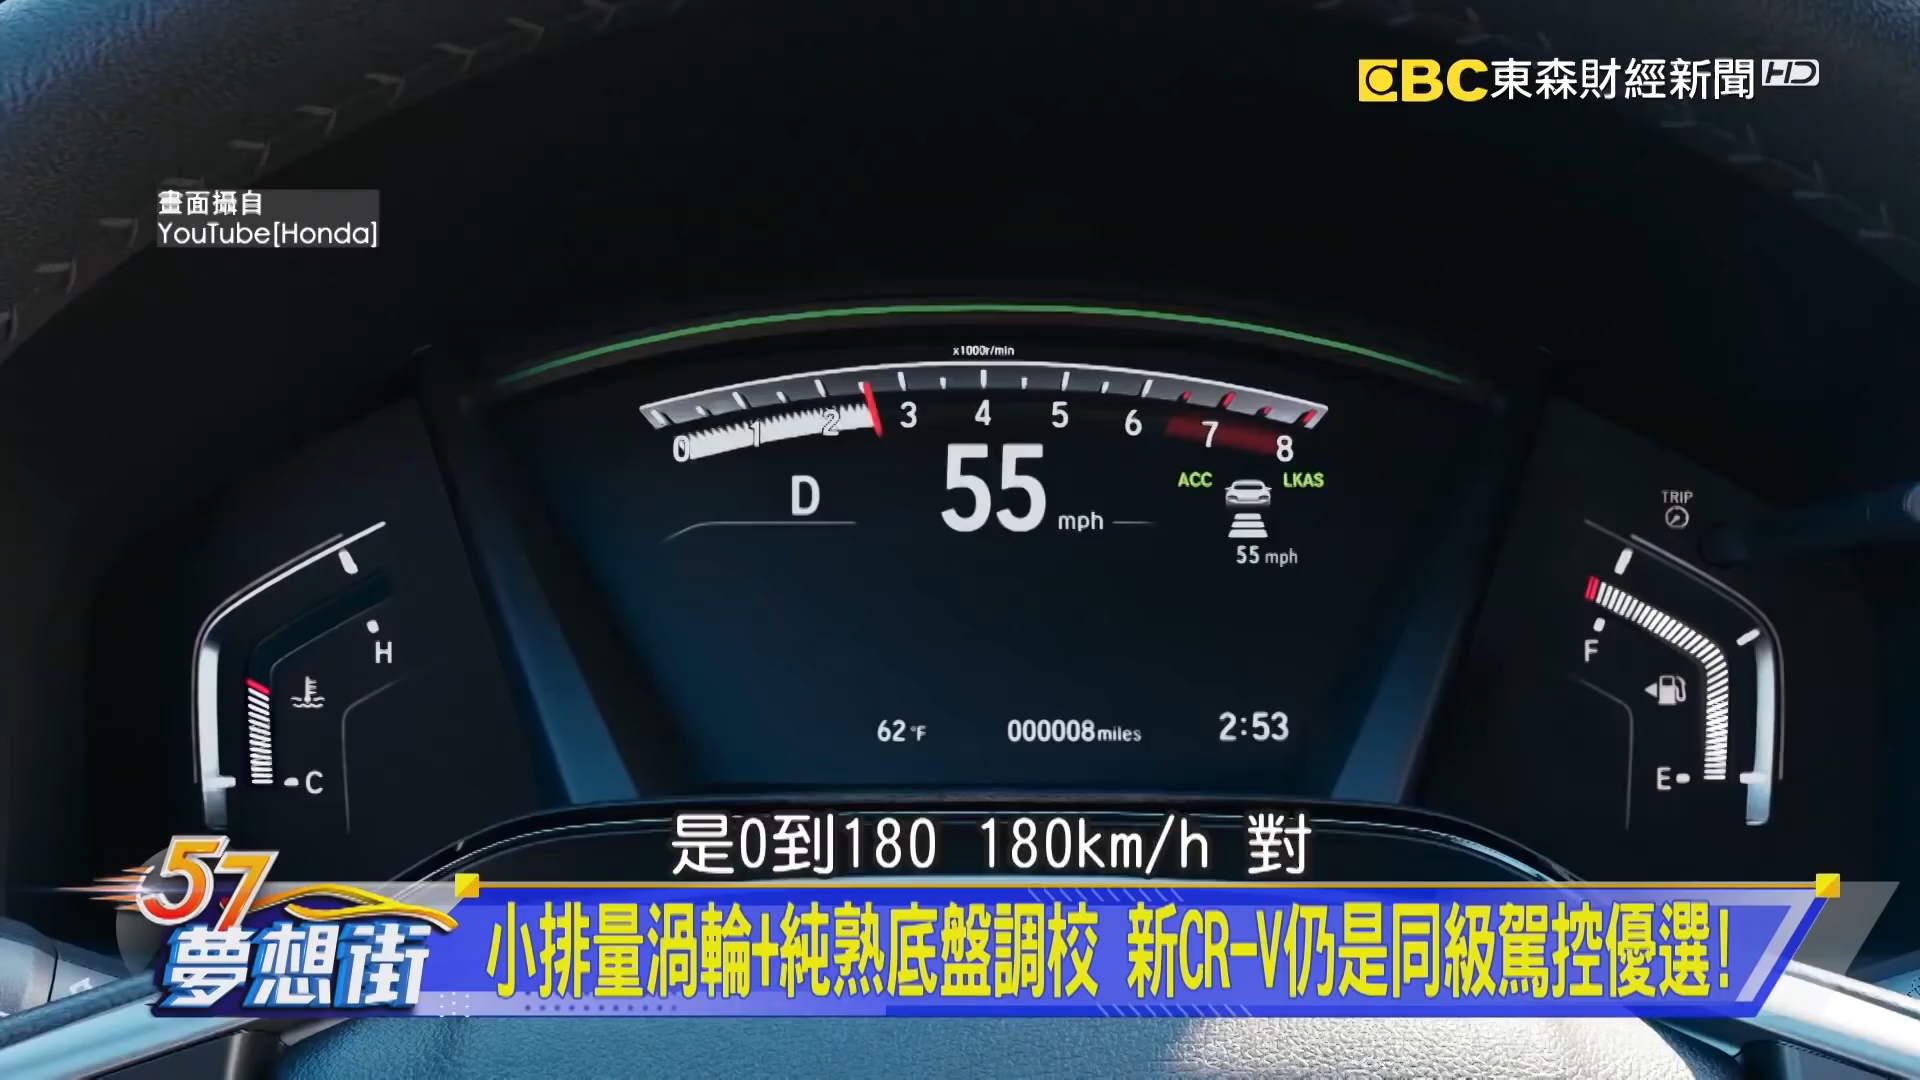 EBC東森財經新聞HD
畫面攝自
YouTube[Honda]
x1000r/min
0 1 2 3 4 5 6 7 8
D
55 mph
ACC
LKAS
55 mph
TRIP
H
C
F
E
62°F
000008miles
2:53
是0到180 180km/h 對
57
夢想街
小排量渦輪+純熟底盤調校 新CR-V仍是同級駕控優選!